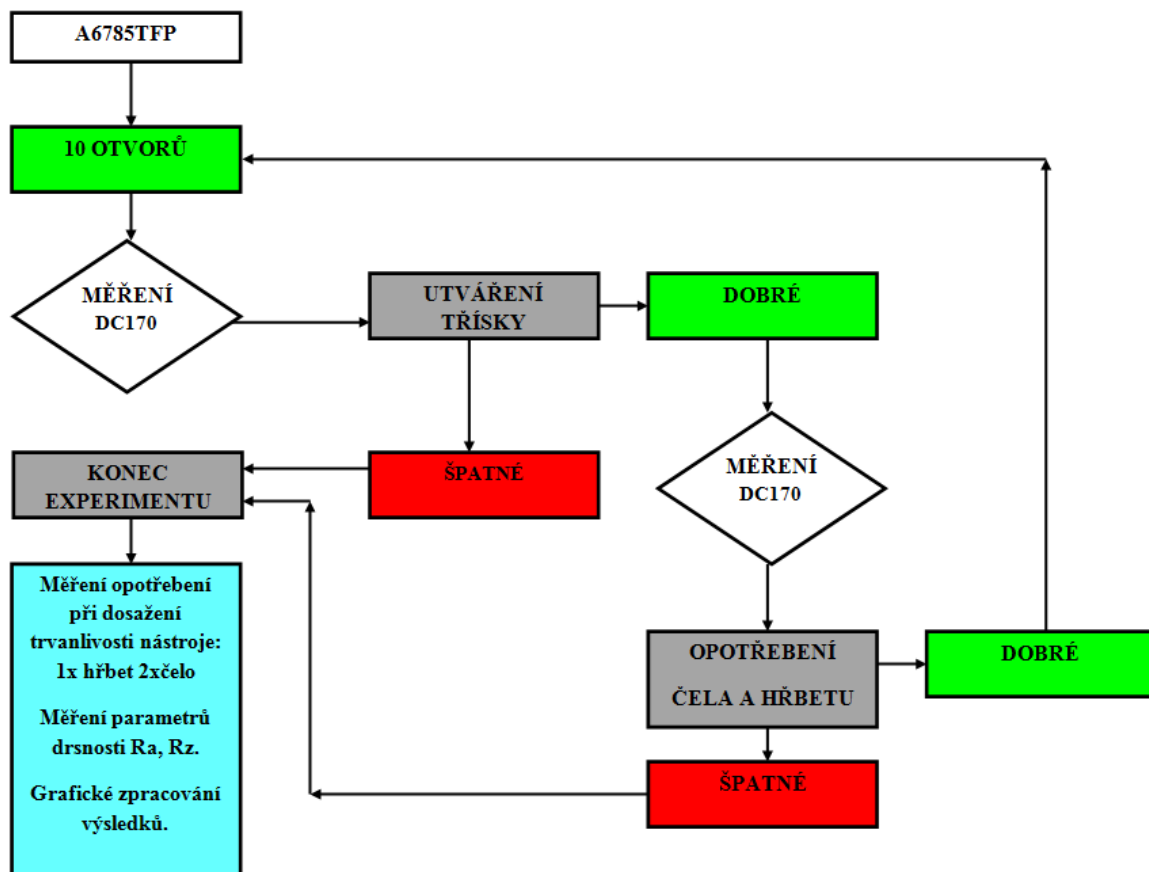 A6785TFP
10 OTVORŮ
MĚŘENÍ
DC170
UTVÁŘENÍ
TŘÍSKY
DOBRÉ
KONEC
EXPERIMENTU
ŠPATNÉ
MĚŘENÍ
DC170
Měření opotřebení
při dosažení
trvanlivosti nástroje:
1x hřbet 2xčelo
Měření parametrů
drsnosti Ra, Rz.
Grafické zpracování
výsledků.
OPOTŘEBENÍ
ČELA A HŘBETU
DOBRÉ
ŠPATNÉ